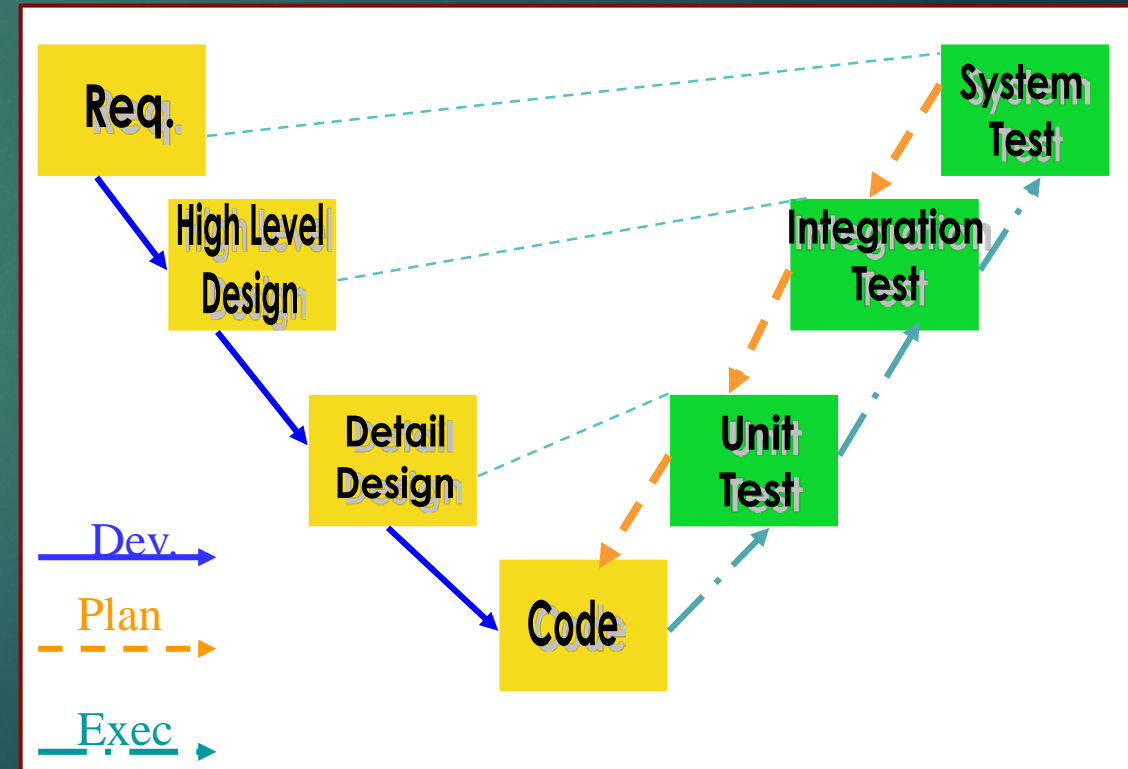 Req.
System
Test
High Level
Design
Integration
Test
Detail
Design
Unit
Test
Code
Dev.
Plan
Exec